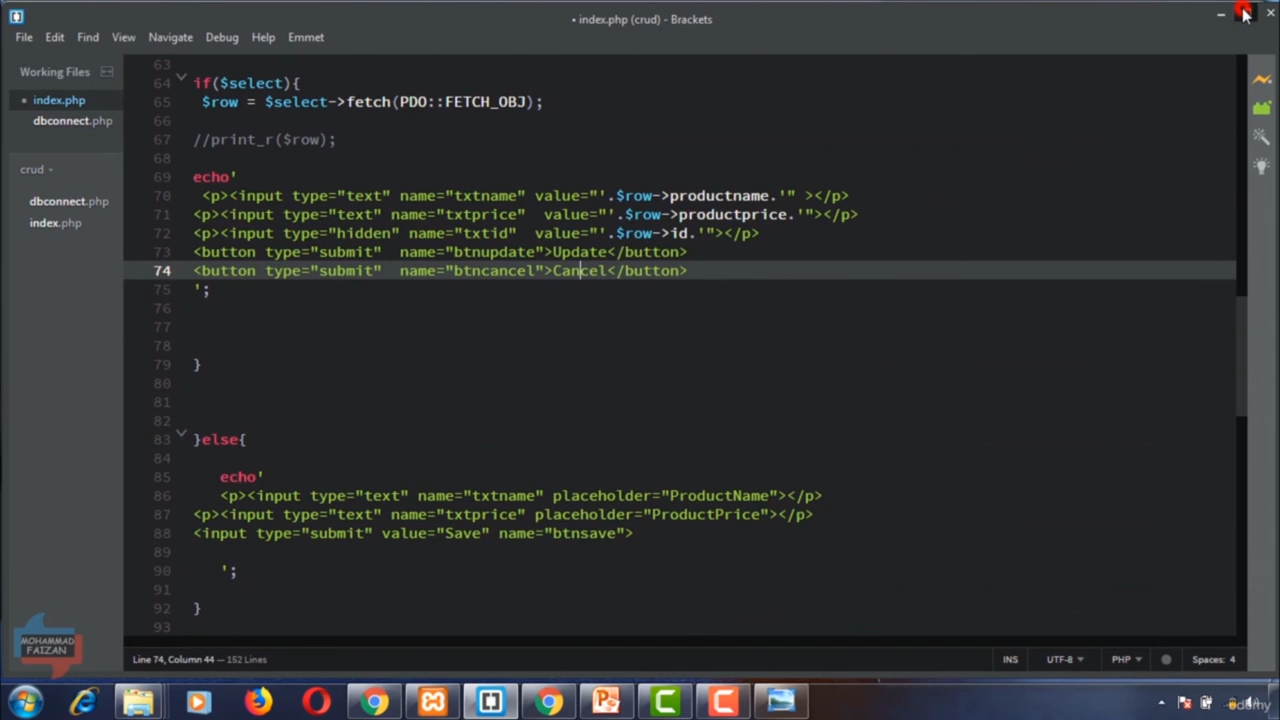 • index.php (crud) - Brackets
File Edit Find View Navigate Debug Help Emmet
Working Files
• index.php
dbconnect.php
crud
dbconnect.php
index.php
63
64 if($select){
65 $row = $select->fetch(PDO::FETCH_OBJ);
66
67 //print_r($row);
68
69 echo'
70 <p><input type="text" name="txtname" value="'.$row->productname.'" ></p>
71 <p><input type="text" name="txtprice"  value="'.$row->productprice.'"></p>
72 <p><input type="hidden" name="txtid"  value="'.$row->id.'"></p>
73 <button type="submit"  name="btnupdate">Update</button>
74 <button type="submit"  name="btncancel">Cancel</button>
75 ';
76
77
78
79 }
80
81
82
83 }else{
84
85 echo'
86 <p><input type="text" name="txtname" placeholder="ProductName"></p>
87 <p><input type="text" name="txtprice" placeholder="ProductPrice"></p>
88 <input type="submit" value="Save" name="btnsave">
89
90 ';
91
92 }
93
MOHAMMAD
FAIZAN
Line 74, Column 44 — 152 Lines
INS UTF-8 PHP Spaces: 4